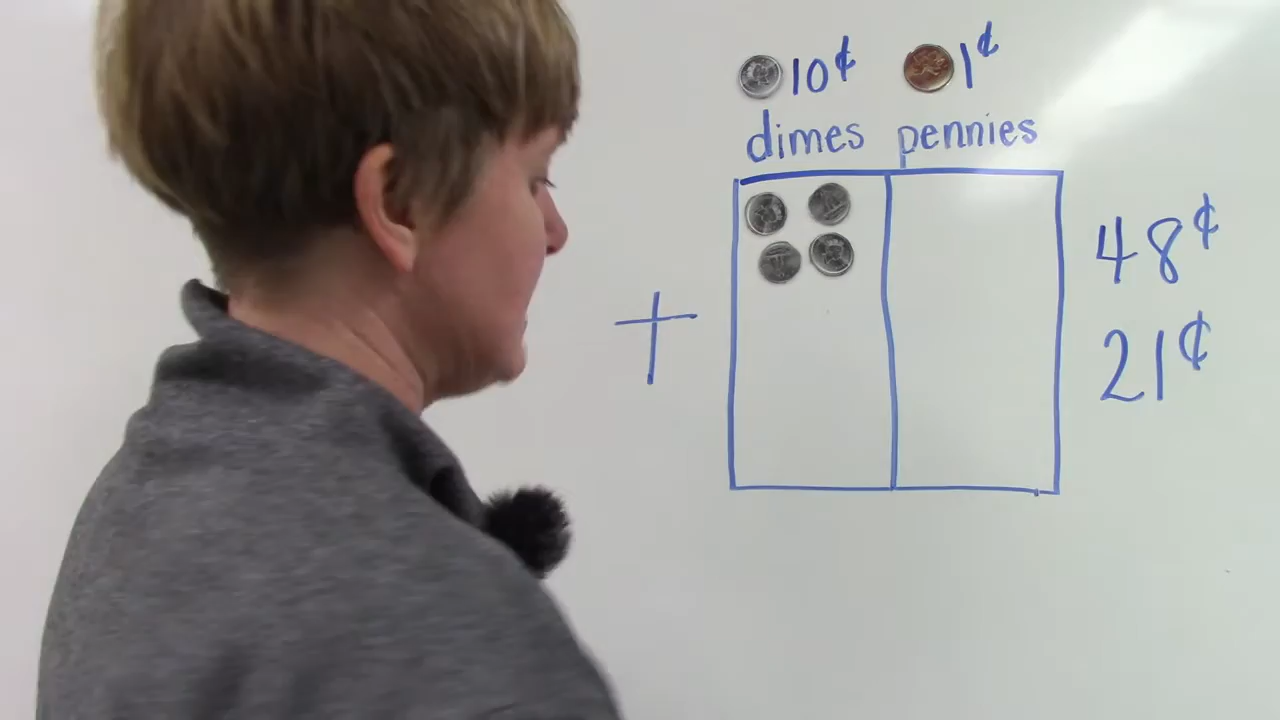 10¢ 1¢
dimes pennies
48¢
+ 21¢